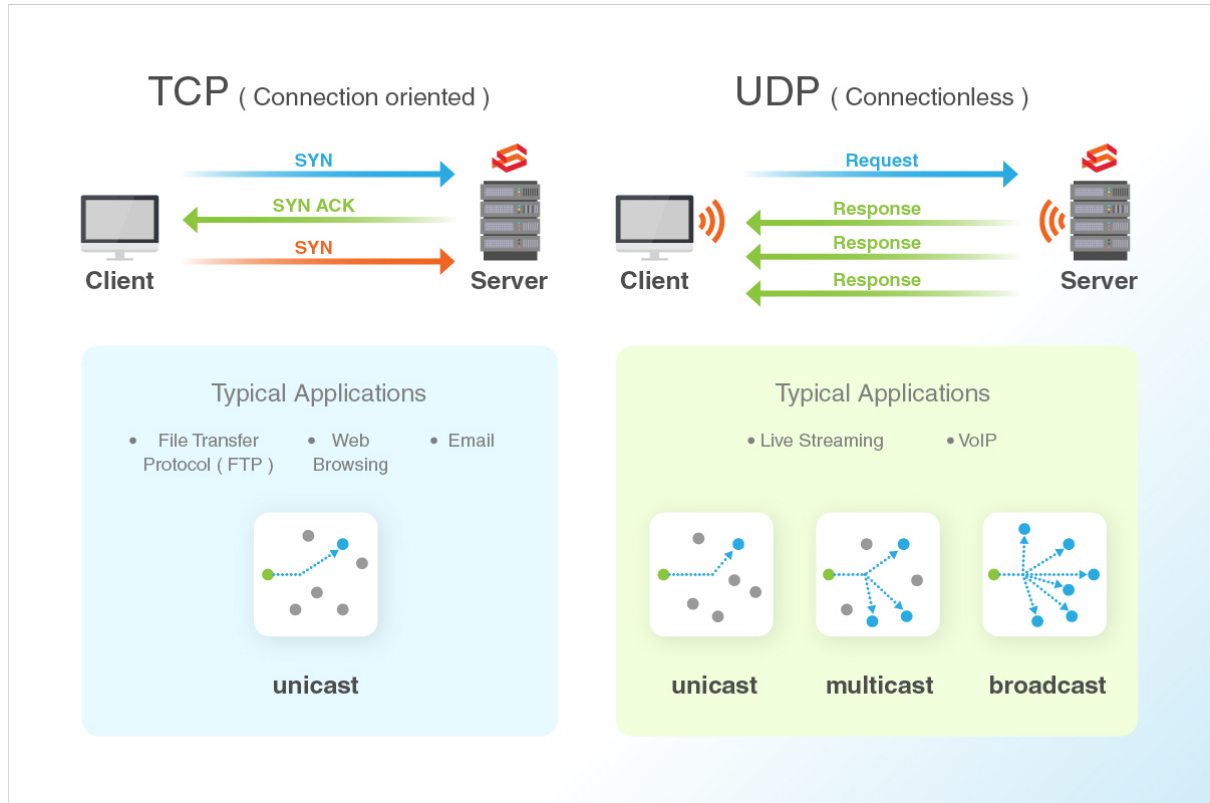 TCP ( Connection oriented )
SYN
SYN ACK
SYN
Client
Server
UDP ( Connectionless )
Request
Response
Response
Response
Client
Server
Typical Applications
• File Transfer
Protocol ( FTP )
• Web
Browsing
• Email
unicast
Typical Applications
• Live Streaming
• VoIP
unicast
multicast
broadcast